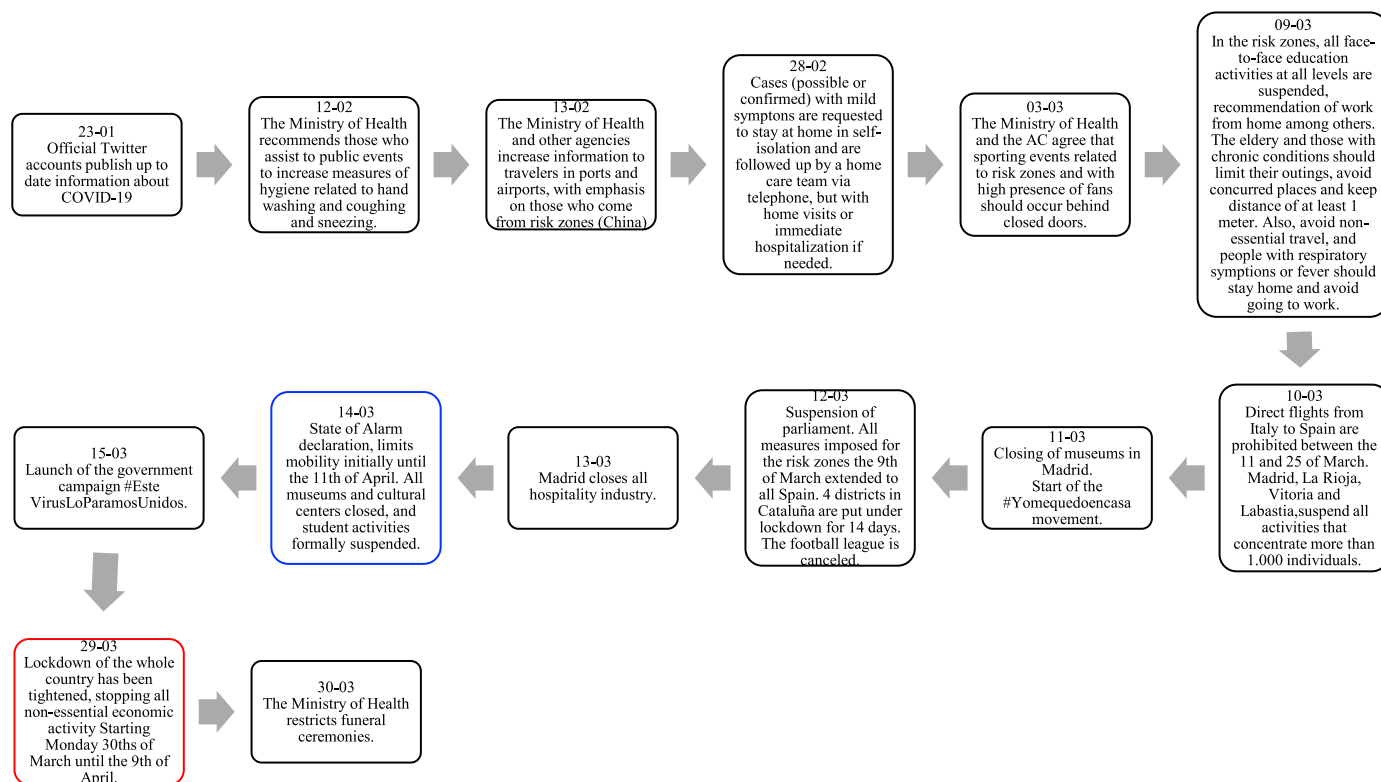 23-01
Official Twitter
accounts publish up to
date information about
COVID-19
12-02
The Ministry of Health
recommends those who
assist to public events
to increase measures of
hygiene related to hand
washing and coughing
and sneezing.
13-02
The Ministry of Health
and other agencies
increase information to
travelers in ports and
airports, with emphasis
on those who come
from risk zones (China)
28-02
Cases (possible or
confirmed) with mild
symptons are requested
to stay at home in self-
isolation and are
followed up by a home
care team via
telephone, but with
home visits or
immediate
hospitalization if
needed.
03-03
The Ministry of Health
and the AC agree that
sporting events related
to risk zones and with
high presence of fans
should occur behind
closed doors.
09-03
In the risk zones, all face-
to-face education
activities at all levels are
suspended,
recommendation of work
from home among others.
The eldery and those with
chronic conditions should
limit their outings, avoid
concurred places and keep
distance of at least 1
meter. Also, avoid non-
essential travel, and
people with respiratory
symptions or fever should
stay home and avoid
going to work.
10-03
Direct flights from
Italy to Spain are
prohibited between the
11 and 25 of March.
Madrid, La Rioja,
Vitoria and
Labastia,suspend all
activities that
concentrate more than
1.000 individuals.
11-03
Closing of museums in
Madrid.
Start of the
#Yomequedoencasa
movement.
12-03
Suspension of
parliament. All
measures imposed for
the risk zones the 9th
of March extended to
all Spain. 4 districts in
Cataluña are put under
lockdown for 14 days.
The football league is
canceled.
13-03
Madrid closes all
hospitality industry.
14-03
State of Alarm
declaration, limits
mobility initially until
the 11th of April. All
museums and cultural
centers closed, and
student activities
formally suspended.
15-03
Launch of the government
campaign #Este
VirusLoParamosUnidos.
29-03
Lockdown of the whole
country has been
tightened, stopping all
non-essential economic
activity Starting
Monday 30ths of
March until the 9th of
April.
30-03
The Ministry of Health
restricts funeral
ceremonies.